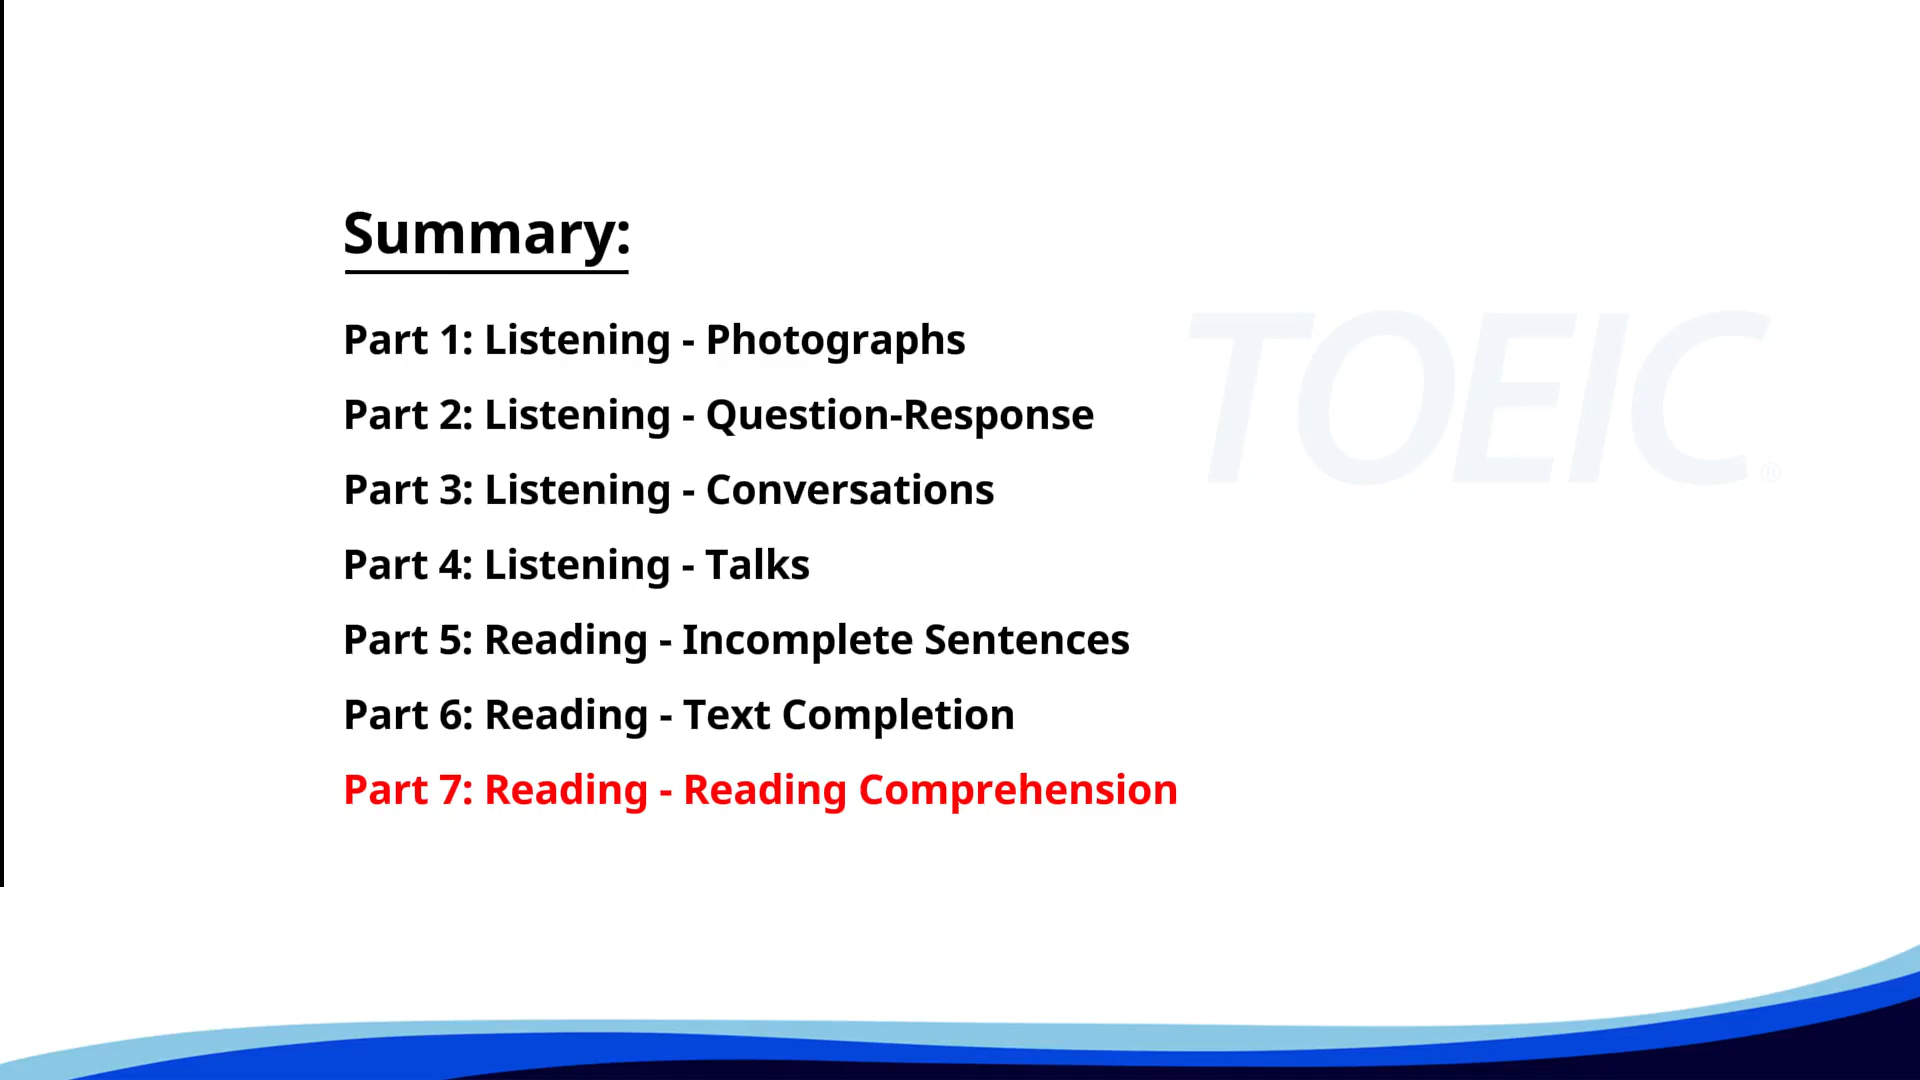 Summary:
Part 1: Listening - Photographs
Part 2: Listening - Question-Response
Part 3: Listening - Conversations
Part 4: Listening - Talks
Part 5: Reading - Incomplete Sentences
Part 6: Reading - Text Completion
Part 7: Reading - Reading Comprehension
TOEIC®